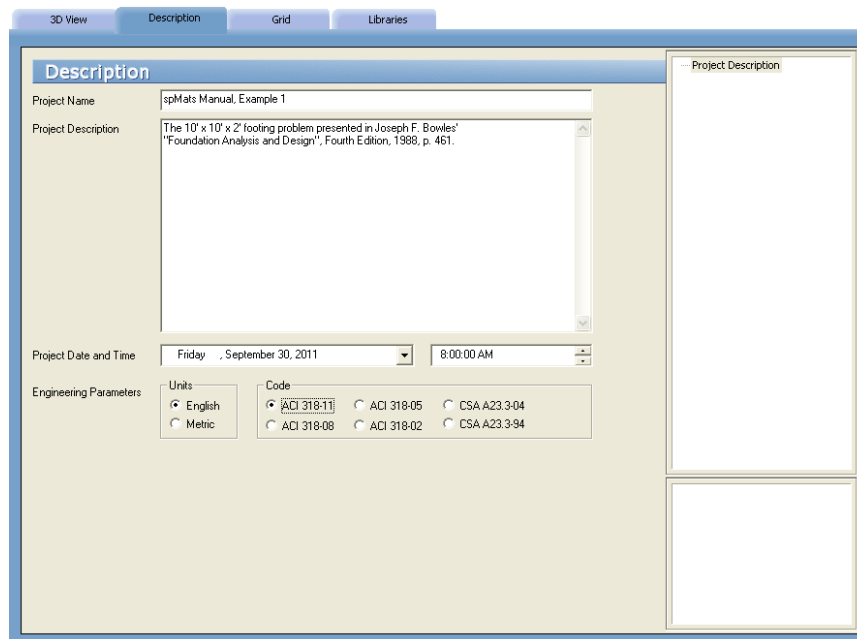 3D View
Description
Grid
Libraries
Description
Project Description
Project Name
spMats Manual, Example 1
Project Description
The 10' x 10' x 2' footing problem presented in Joseph F. Bowles'
"Foundation Analysis and Design", Fourth Edition, 1988, p. 461.
Project Date and Time
Friday , September 30, 2011
8:00:00 AM
Engineering Parameters
Units
English
Metric
Code
ACI 318-11
ACI 318-05
CSA A23.3-04
ACI 318-08
ACI 318-02
CSA A23.3-94